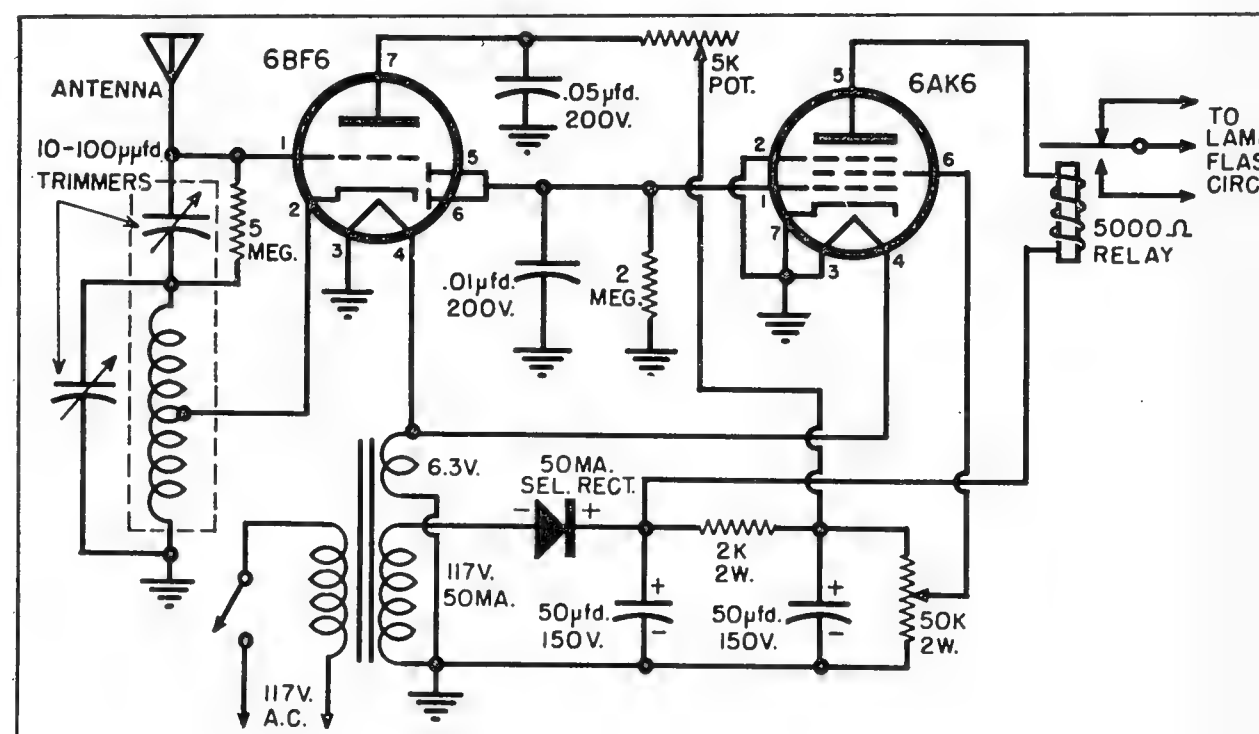 ANTENNA
10-100µµfd
TRIMMERS
5
MEG.
6BF6
7
1
2
3
4
5
6
.05µfd.
200V.
5K
POT.
6AK6
5
2
1
7
3
4
6
TO
5000Ω
RELAY
.01µfd.
200V.
2
MEG.
6.3V.
50MA.
SEL. RECT.
-
+
2K
2W.
117V.
50MA.
+
50µfd.
150V.
-
+
50µfd.
150V.
-
50K
2W.
117V.
A.C.